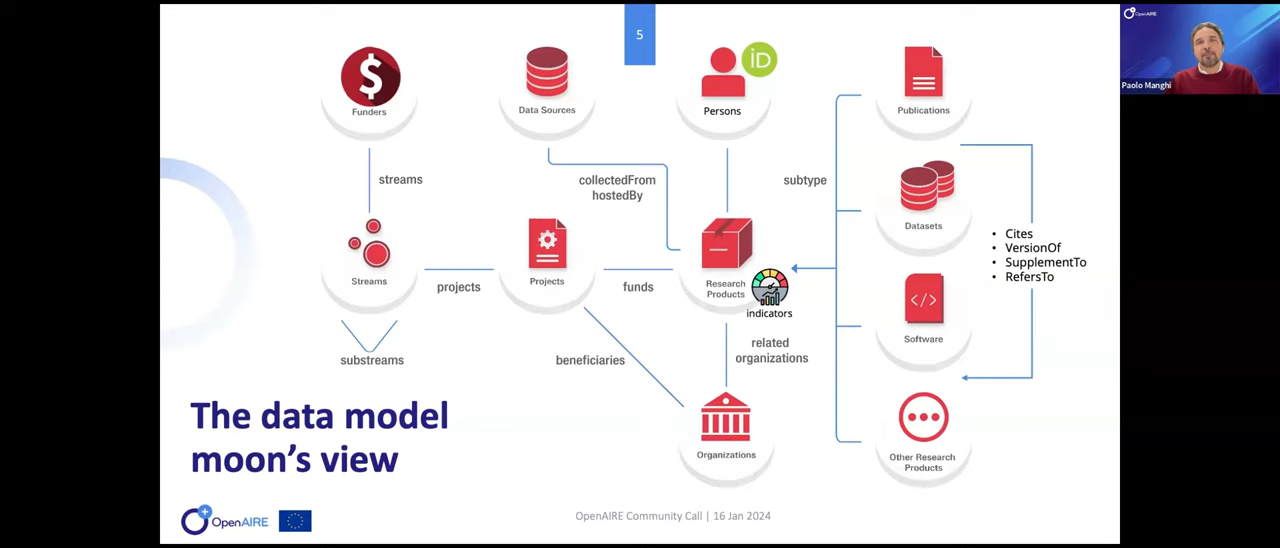 5
iD
OpenAIRE
Paolo Manghi
$
Funders
Data Sources
Persons
Publications
streams
collectedFrom
hostedBy
subtype
Datasets
Cites
VersionOf
SupplementTo
RefersTo
Streams
projects
Projects
funds
Research
Products
indicators
</>
Software
substreams
beneficiaries
related
organizations
The data model
moon's view
Organizations
Other Research
Products
OpenAIRE
OpenAIRE Community Call | 16 Jan 2024